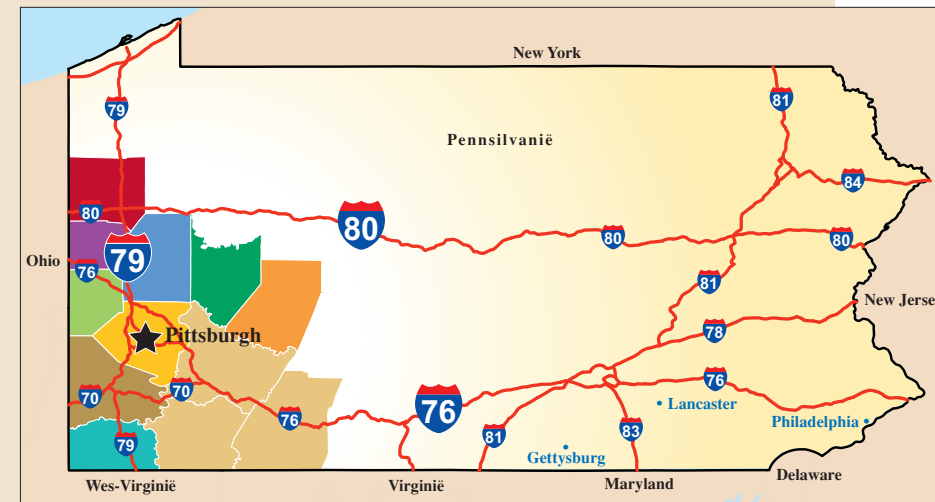 New York
81
79
Pennsilvanië
84
80
80
80
80
Ohio
79
76
81
New Jerse
78
Pittsburgh
76
70
70
76
76
Lancaster
81
83
Philadelphia
79
Gettysburg
Wes-Virginië
Virginië
Maryland
Delaware